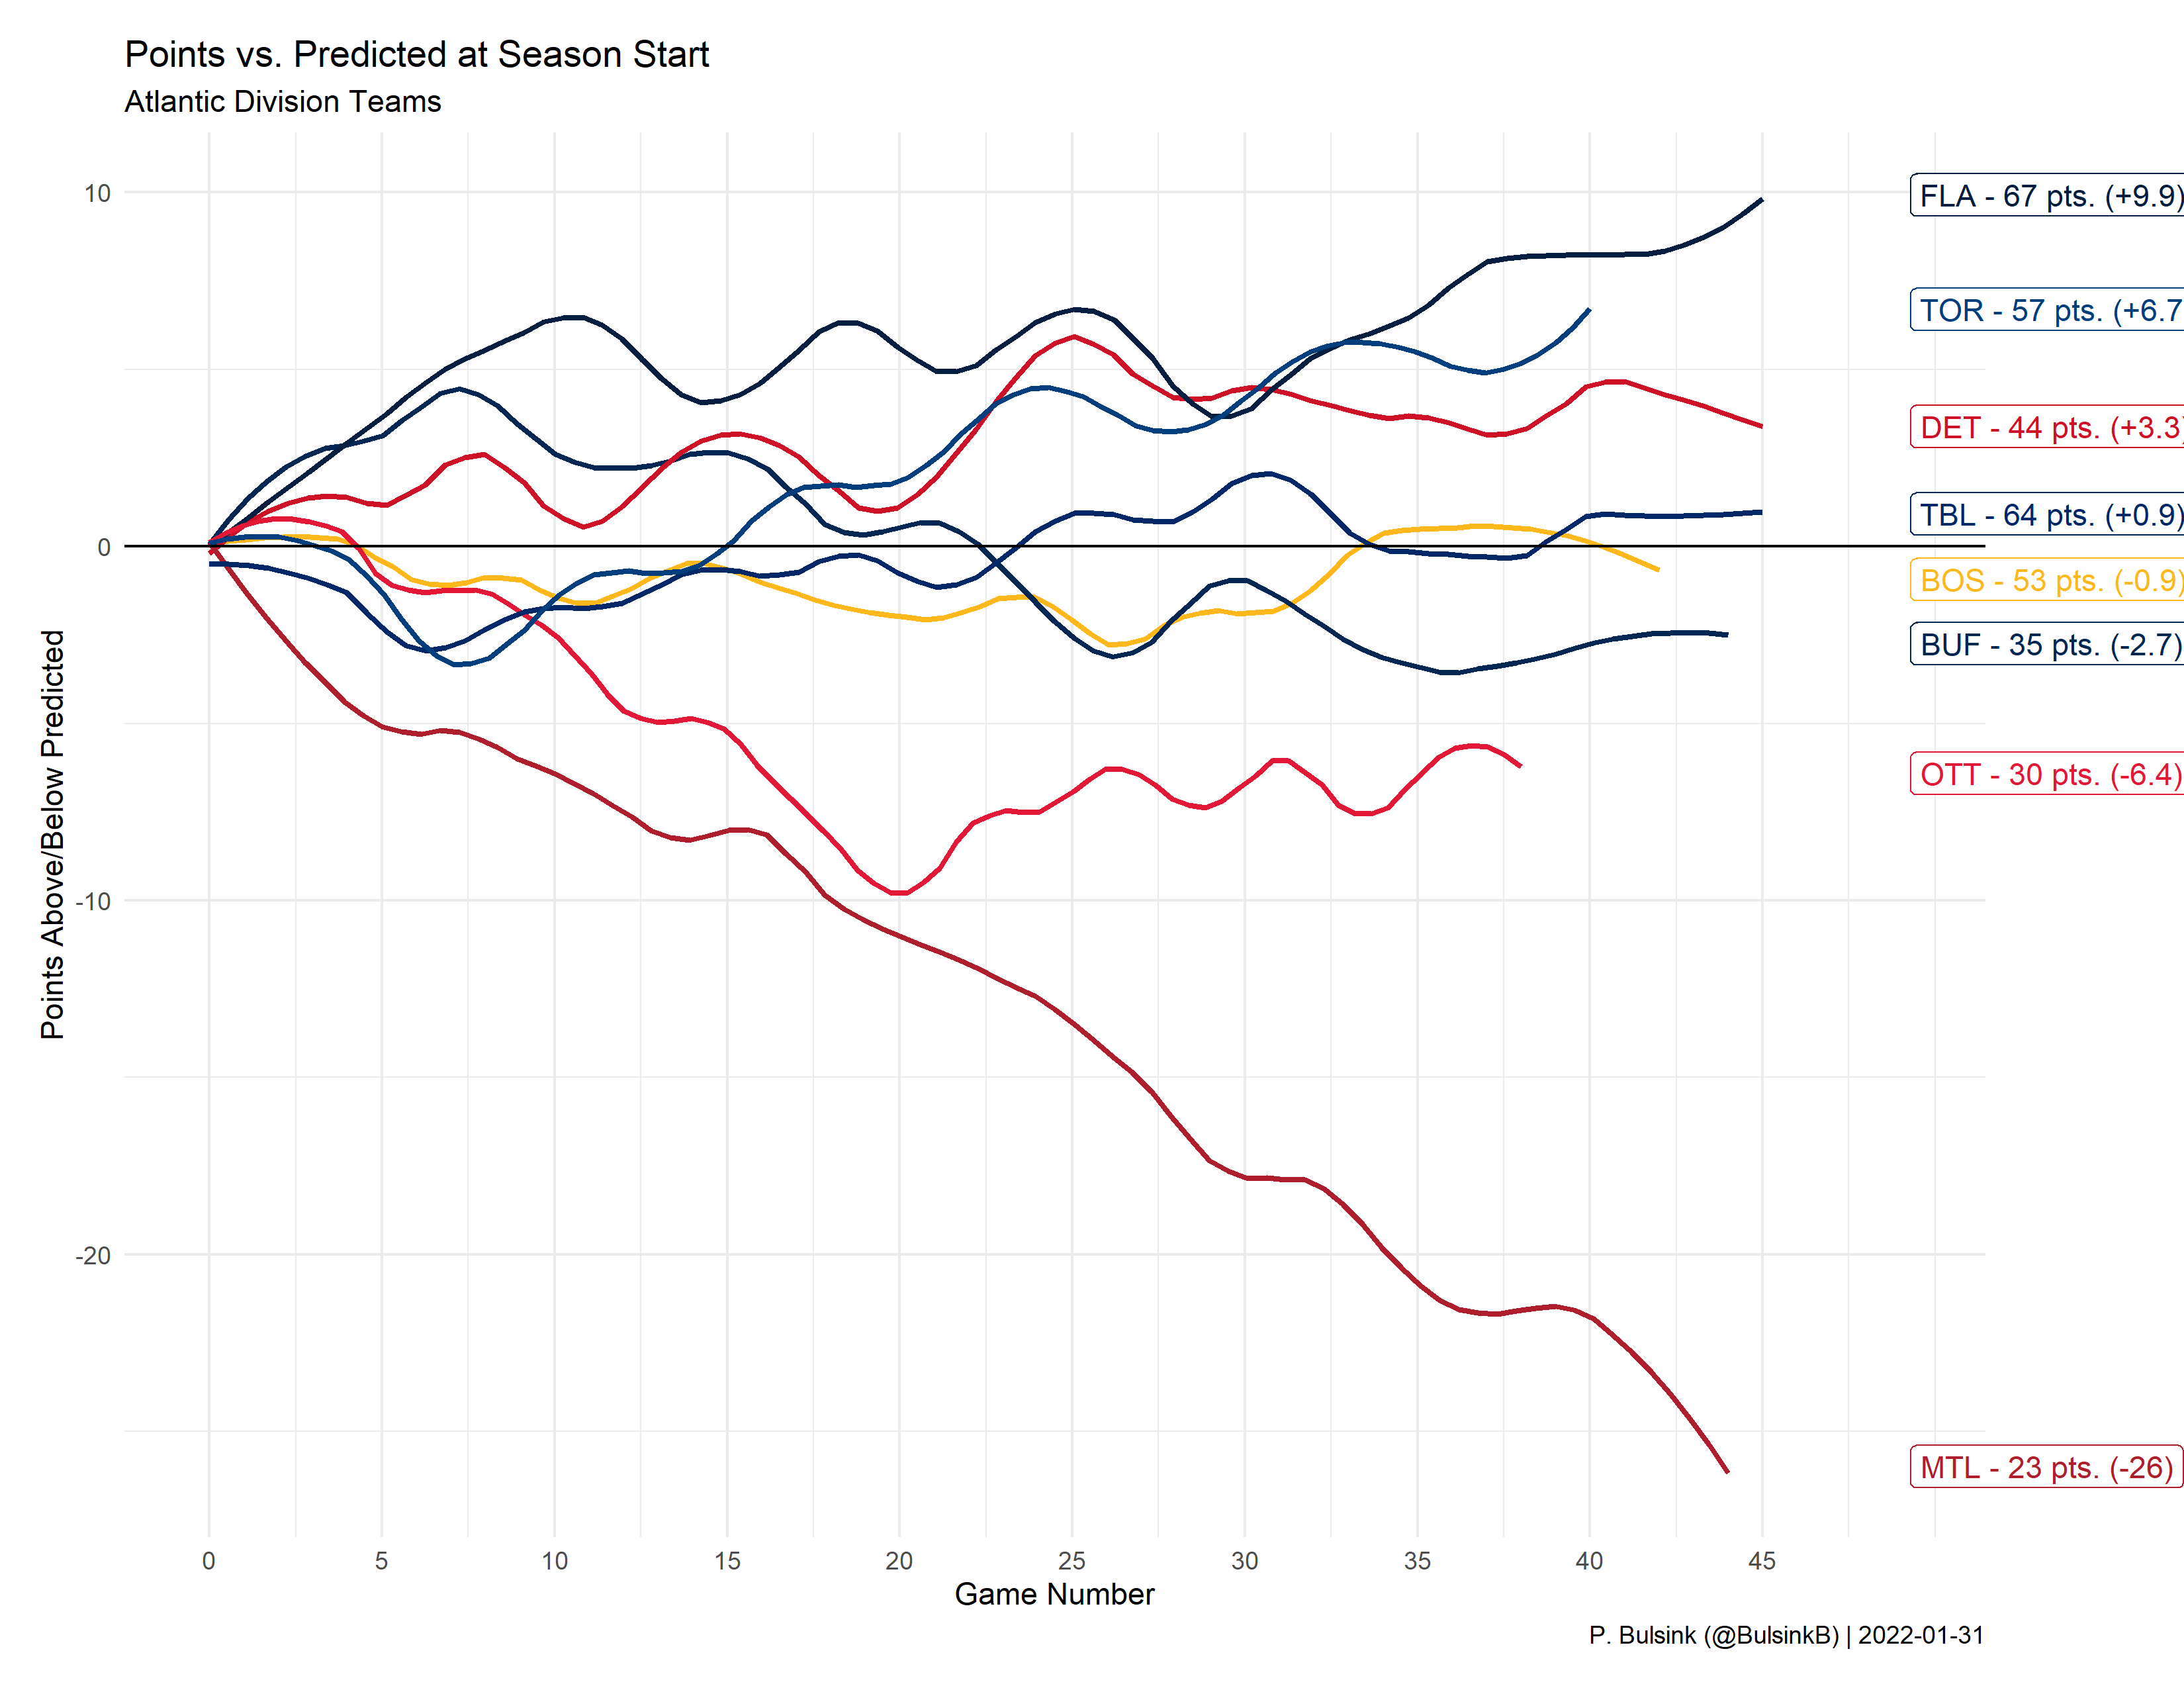 Points vs. Predicted at Season Start
Atlantic Division Teams
Points Above/Below Predicted
10
0
-10
-20
FLA - 67 pts. (+9.9)
TOR - 57 pts. (+6.7
DET - 44 pts. (+3.3)
TBL - 64 pts. (+0.9)
BOS - 53 pts. (-0.9)
BUF - 35 pts. (-2.7)
OTT - 30 pts. (-6.4)
MTL - 23 pts. (-26)
0 5 10 15 20 25 30 35 40 45
Game Number
P. Bulsink (@BulsinkB) | 2022-01-31